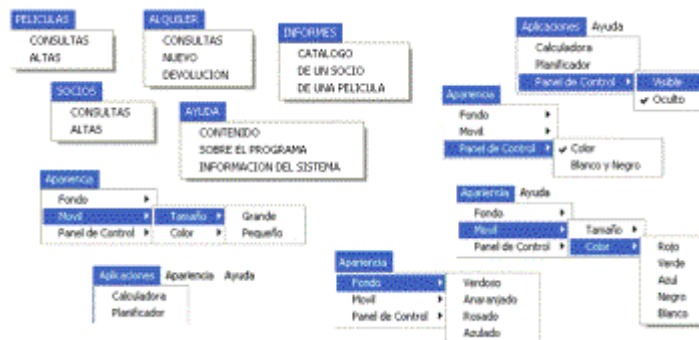 PELICULAS
CONSULTAS
ALTAS
ALQUILER
CONSULTAS
NUEVO
DEVOLUCION
INFORMES
CATALOGO
DE UN SOCIO
DE UNA PELICULA
Aplicaciones Ayuda
Calculadora
Planificador
Panel de Control Visible
Oculto
SOCIOS
CONSULTAS
ALTAS
AYUDA
CONTENIDO
SOBRE EL PROGRAMA
INFORMACION DEL SISTEMA
Apariencia
Fondo
Movil
Panel de Control Color
Blanco y Negro
Apariencia
Fondo
Movil Tamaño Grande
Panel de Control Color Pequeño
Apariencia Ayuda
Fondo
Movil Tamaño
Panel de Control Color Rojo
Verde
Azul
Negro
Blanco
Aplicaciones Apariencia Ayuda
Calculadora
Planificador
Apariencia
Fondo Verdoso
Movil Anaranjado
Panel de Control Rosado
Azulado